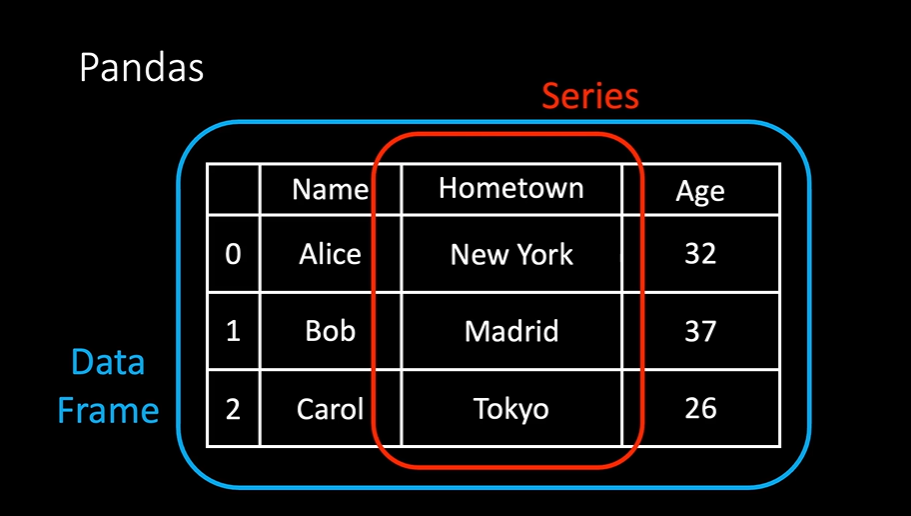 Pandas
Series
Name Hometown Age
0 Alice New York 32
1 Bob Madrid 37
2 Carol Tokyo 26
Data
Frame